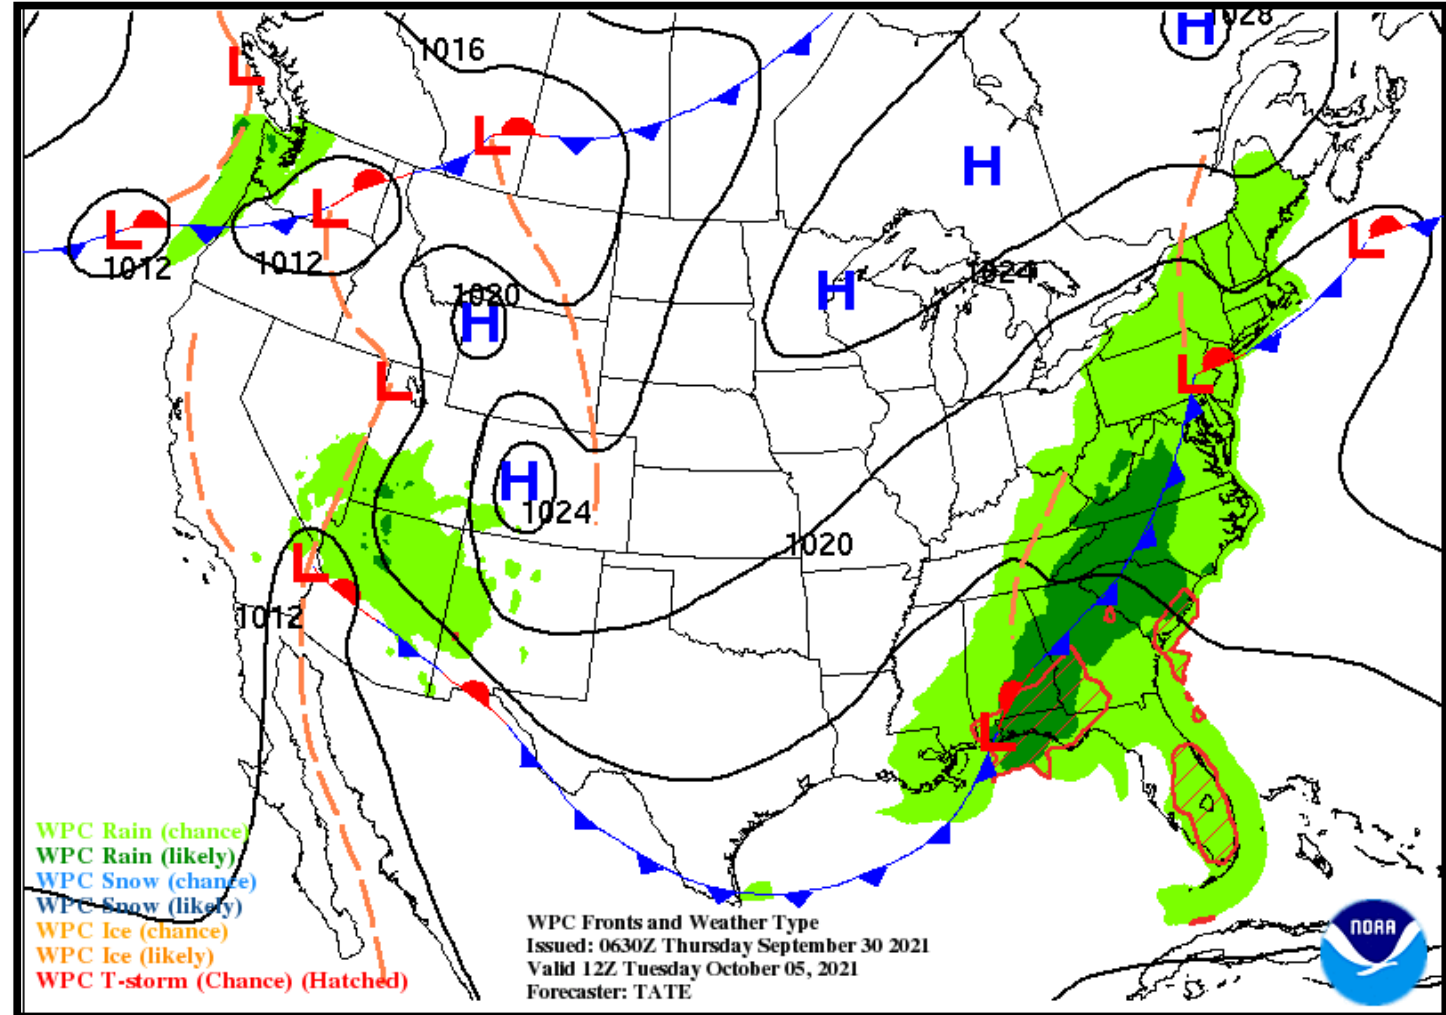 1028
H
1016
L
L
H
L
L
L
1012
1012
1024
H
1020
H
L
L
H
1024
1020
L
1012
L
WPC Rain (chance)
WPC Rain (likely)
WPC Snow (chance)
WPC Snow (likely)
WPC Ice (chance)
WPC Ice (likely)
WPC T-storm (Chance) (Hatched)
WPC Fronts and Weather Type
Issued: 0630Z Thursday September 30 2021
Valid 12Z Tuesday October 05, 2021
Forecaster: TATE
NOAA